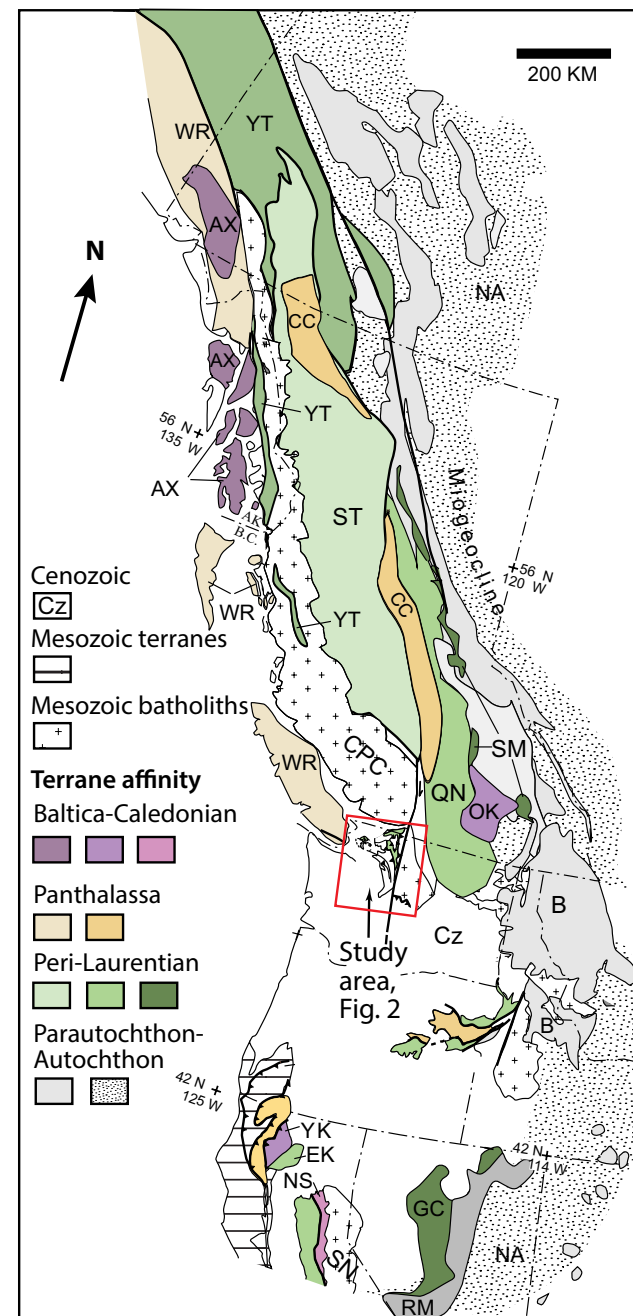 200 KM
WR
YT
AX
N
NA
CC
AX
56 N+
135 W
YT
AX
ST
AK
B.C.
Miogeocline
+56 N
120 W
CC
WR
YT
Cenozoic
Cz
Mesozoic terranes
Mesozoic batholiths
Terrane affinity
Baltica-Caledonian
Panthalassa
Peri-Laurentian
Parautochthon-
Autochthon
CPC
WR
SM
QN
OK
B
Cz
Study
area,
Fig. 2
B
42 N+
125 W
YK
EK
42 N+
114 W
NS
GC
SN
NA
RM